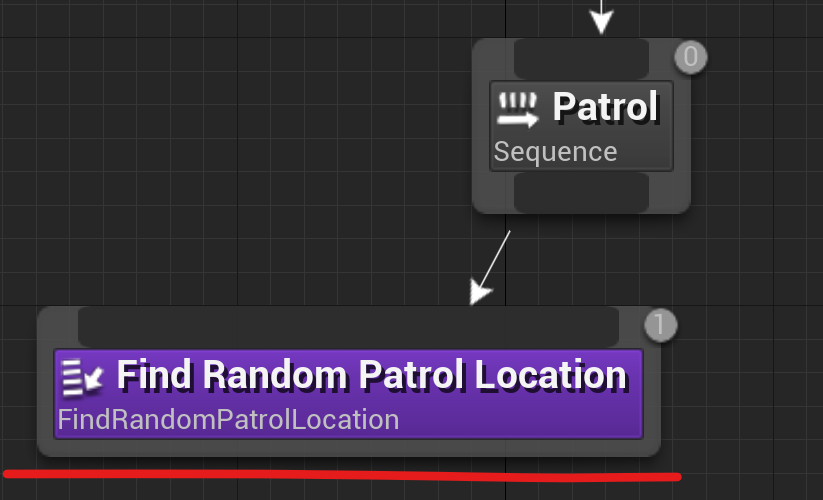 0
Patrol
Sequence
1
Find Random Patrol Location
FindRandomPatrolLocation